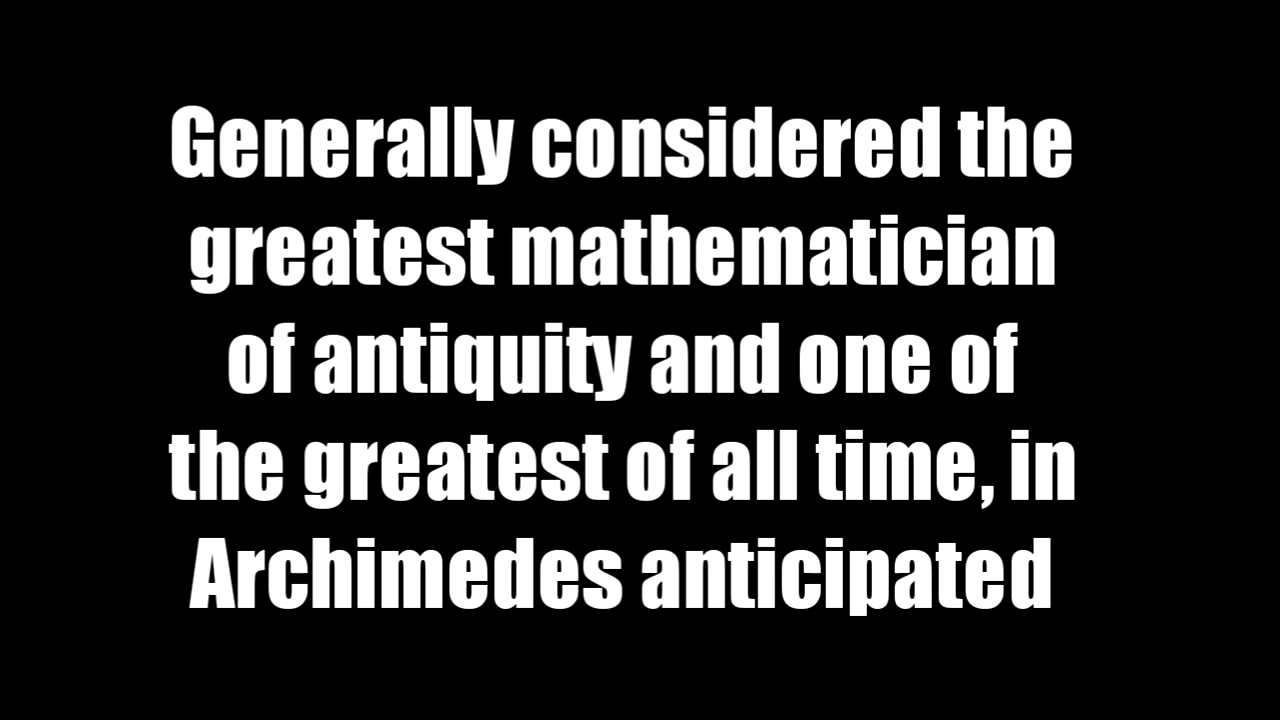 Generally considered the
greatest mathematician
of antiquity and one of
the greatest of all time, in
Archimedes anticipated